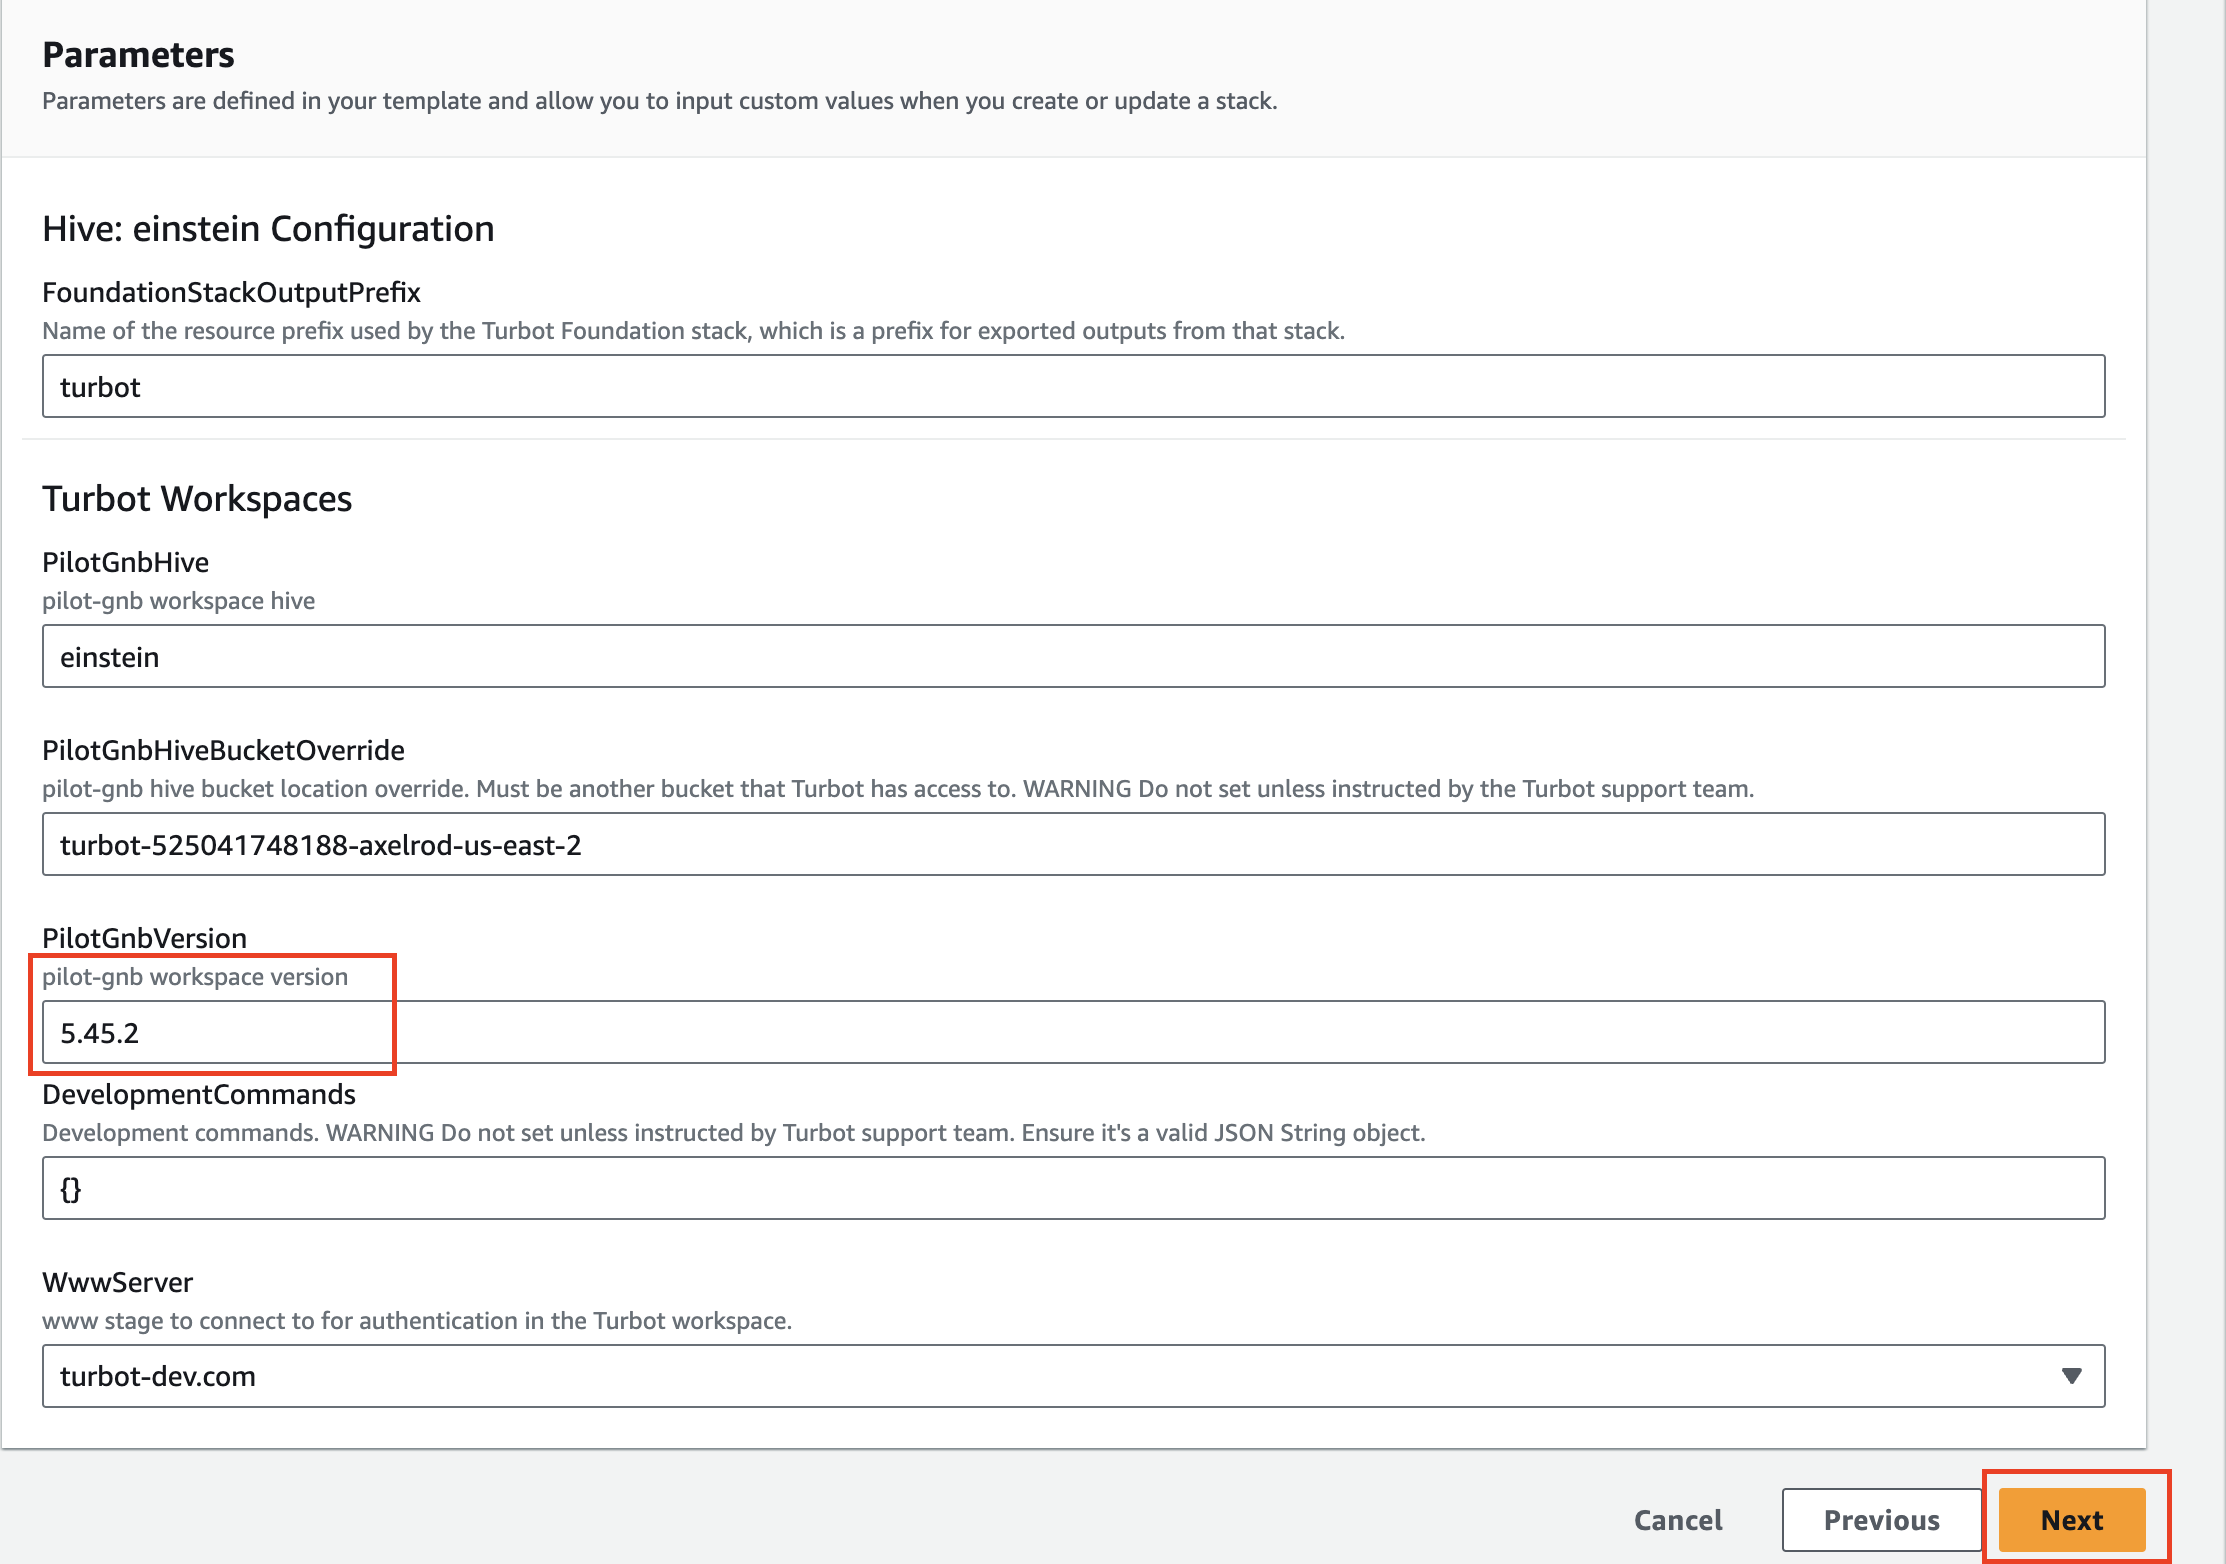 Parameters
Parameters are defined in your template and allow you to input custom values when you create or update a stack.
Hive: einstein Configuration
FoundationStackOutputPrefix
Name of the resource prefix used by the Turbot Foundation stack, which is a prefix for exported outputs from that stack.
turbot
Turbot Workspaces
PilotGnbHive
pilot-gnb workspace hive
einstein
PilotGnbHiveBucketOverride
pilot-gnb hive bucket location override. Must be another bucket that Turbot has access to. WARNING Do not set unless instructed by the Turbot support team.
turbot-525041748188-axelrod-us-east-2
PilotGnbVersion
pilot-gnb workspace version
5.45.2
DevelopmentCommands
Development commands. WARNING Do not set unless instructed by Turbot support team. Ensure it's a valid JSON String object.
{}
WwwServer
www stage to connect to for authentication in the Turbot workspace.
turbot-dev.com
Cancel Previous Next